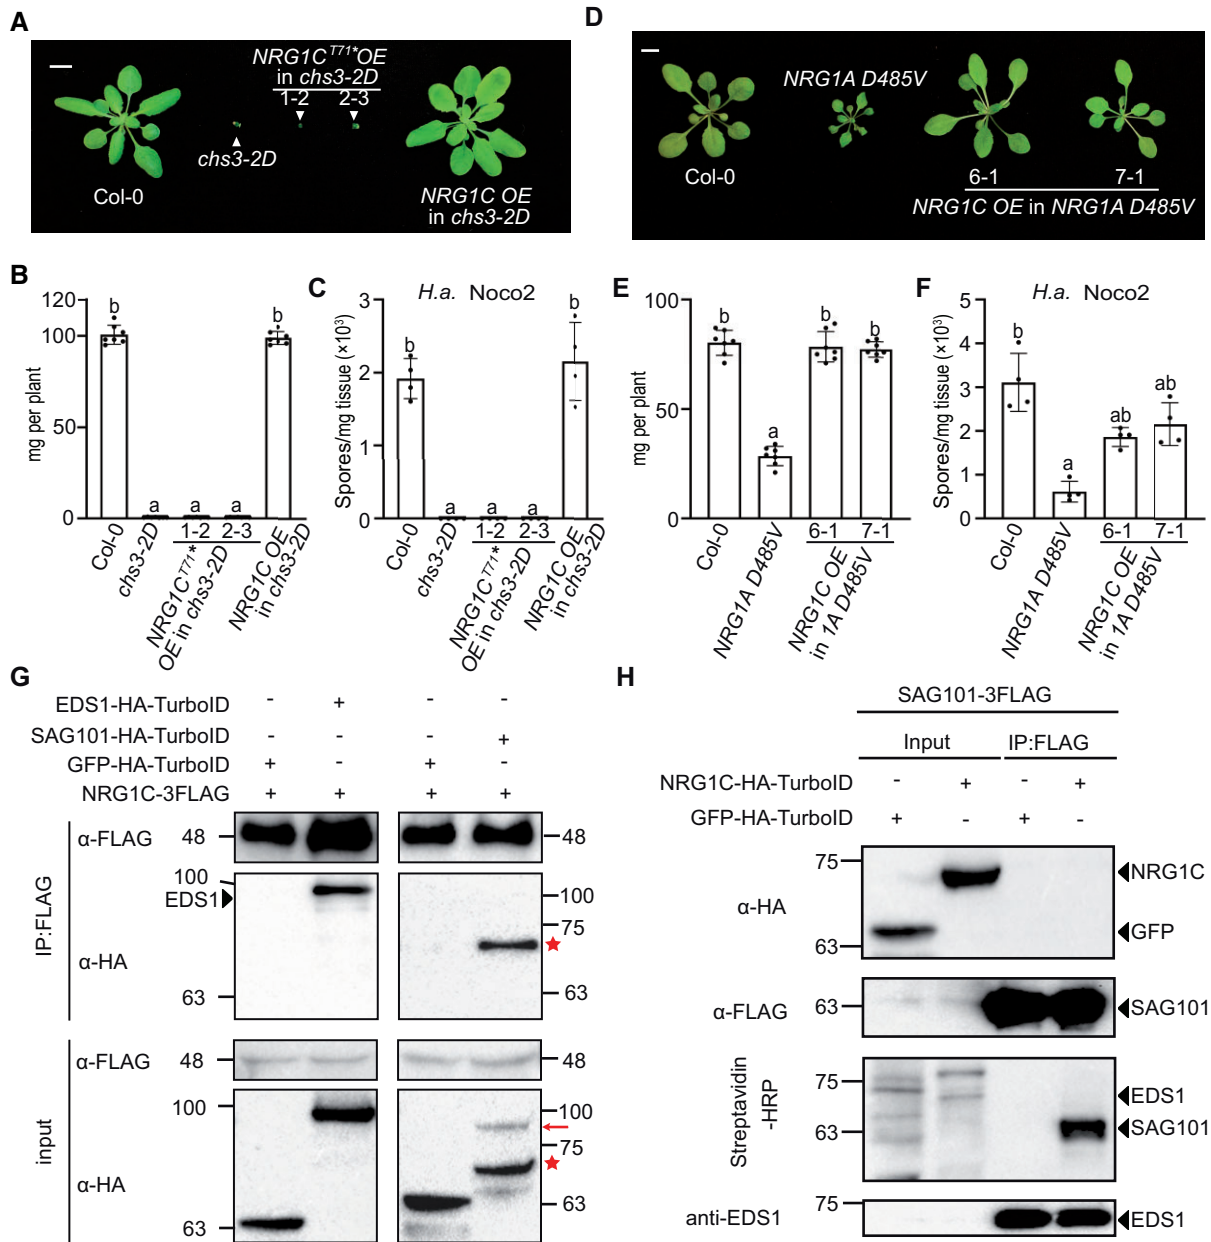 A
NRG1C^T71*OE
in chs3-2D
1-2 2-3
chs3-2D
Col-0
NRG1C OE
in chs3-2D
D
NRG1A D485V
Col-0
6-1 7-1
NRG1C OE in NRG1A D485V
B
mg per plant
120
100
50
0
b
a
a
a
b
Col-0
chs3-2D
1-2 2-3
NRG1C^T71*
OE in chs3-2D
NRG1C OE
in chs3-2D
C
H.a. Noco2
Spores/mg tissue (×10³)
3
2
1
0
b
a
a
a
b
Col-0
chs3-2D
1-2 2-3
NRG1C^T71*
OE in chs3-2D
NRG1C OE
in chs3-2D
E
mg per plant
100
50
0
b
a
b
b
Col-0
NRG1A D485V
6-1 7-1
NRG1C OE
in 1A D485V
F
H.a. Noco2
Spores/mg tissue (×10³)
5
4
3
2
1
0
b
a
ab
ab
Col-0
NRG1A D485V
6-1 7-1
NRG1C OE
in 1A D485V
G
EDS1-HA-TurboID - + - -
SAG101-HA-TurboID - - - +
GFP-HA-TurboID + - + -
NRG1C-3FLAG + + + +
IP:FLAG
α-FLAG 48 48
α-HA
100
EDS1
63
100
75
63
input
α-FLAG 48 48
α-HA
100
63
100
75
63
H
SAG101-3FLAG
Input IP:FLAG
NRG1C-HA-TurboID - + - +
GFP-HA-TurboID + - + -
α-HA
75
63
NRG1C
GFP
α-FLAG 63 SAG101
Streptavidin
-HRP
75
63
EDS1
SAG101
anti-EDS1 75 EDS1